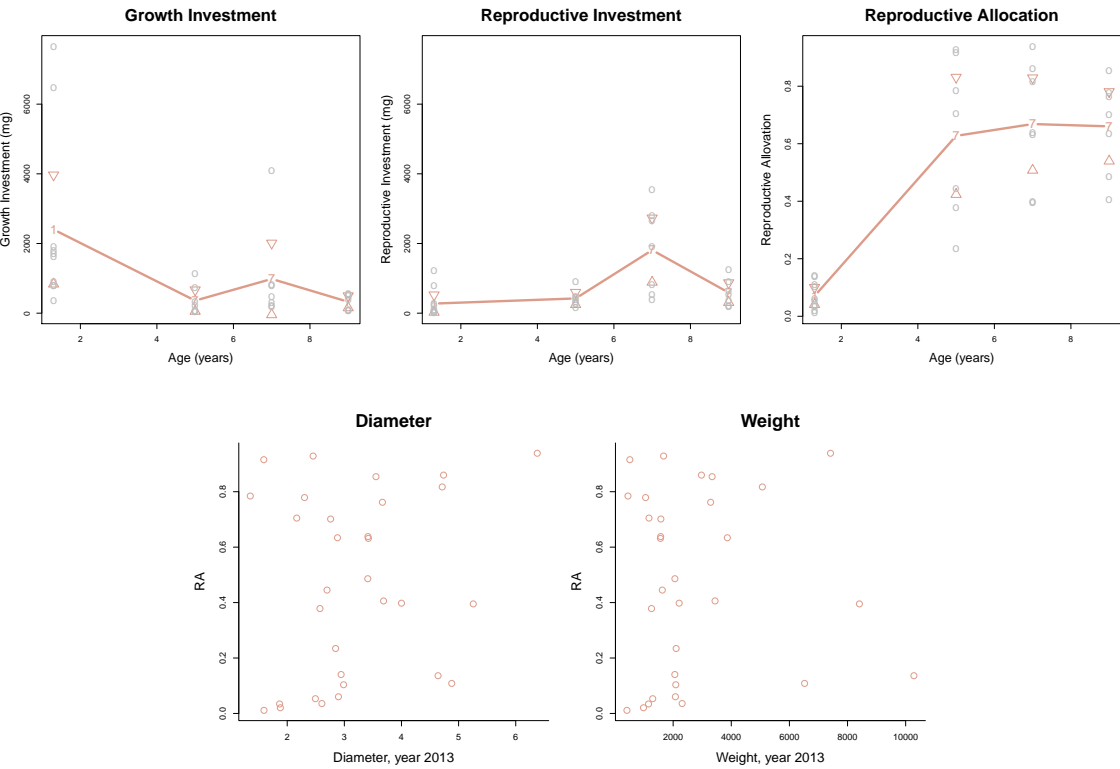 Growth Investment
Growth Investment (mg)
0 2000 4000 6000
1 7 7 7
2 4 6 8
Age (years)
Reproductive Investment
Reproductive Investment (mg)
0 2000 4000 6000
7
2 4 6 8
Age (years)
Reproductive Allocation
Reproductive Allovation
0.0 0.2 0.4 0.6 0.8
7 7 7
2 4 6 8
Age (years)
Diameter
RA
0.0 0.2 0.4 0.6 0.8
2 3 4 5 6
Diameter, year 2013
Weight
RA
0.0 0.2 0.4 0.6 0.8
2000 4000 6000 8000 10000
Weight, year 2013